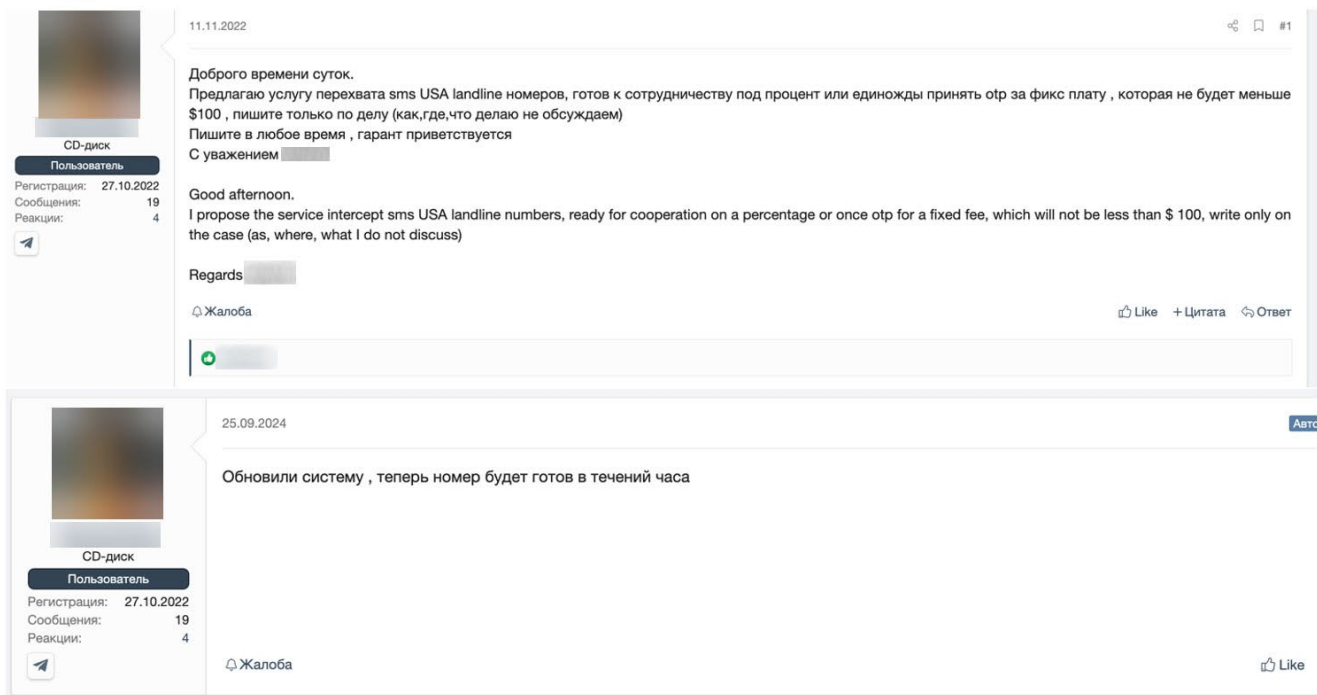 11.11.2022
#1
Доброго времени суток.
Предлагаю услугу перехвата sms USA landline номеров, готов к сотрудничеству под процент или единожды принять otp за фикс плату , которая не будет меньше
$100 , пишите только по делу (как,где,что делаю не обсуждаем)
Пишите в любое время , гарант приветствуется
С уважением
Good afternoon.
I propose the service intercept sms USA landline numbers, ready for cooperation on a percentage or once otp for a fixed fee, which will not be less than $ 100, write only on
the case (as, where, what I do not discuss)
Regards
CD-диск
Пользователь
Регистрация: 27.10.2022
Сообщения: 19
Реакции: 4
Жалоба
Like +Цитата Ответ
25.09.2024
Авто
Обновили систему , теперь номер будет готов в течений часа
CD-диск
Пользователь
Регистрация: 27.10.2022
Сообщения: 19
Реакции: 4
Жалоба
Like